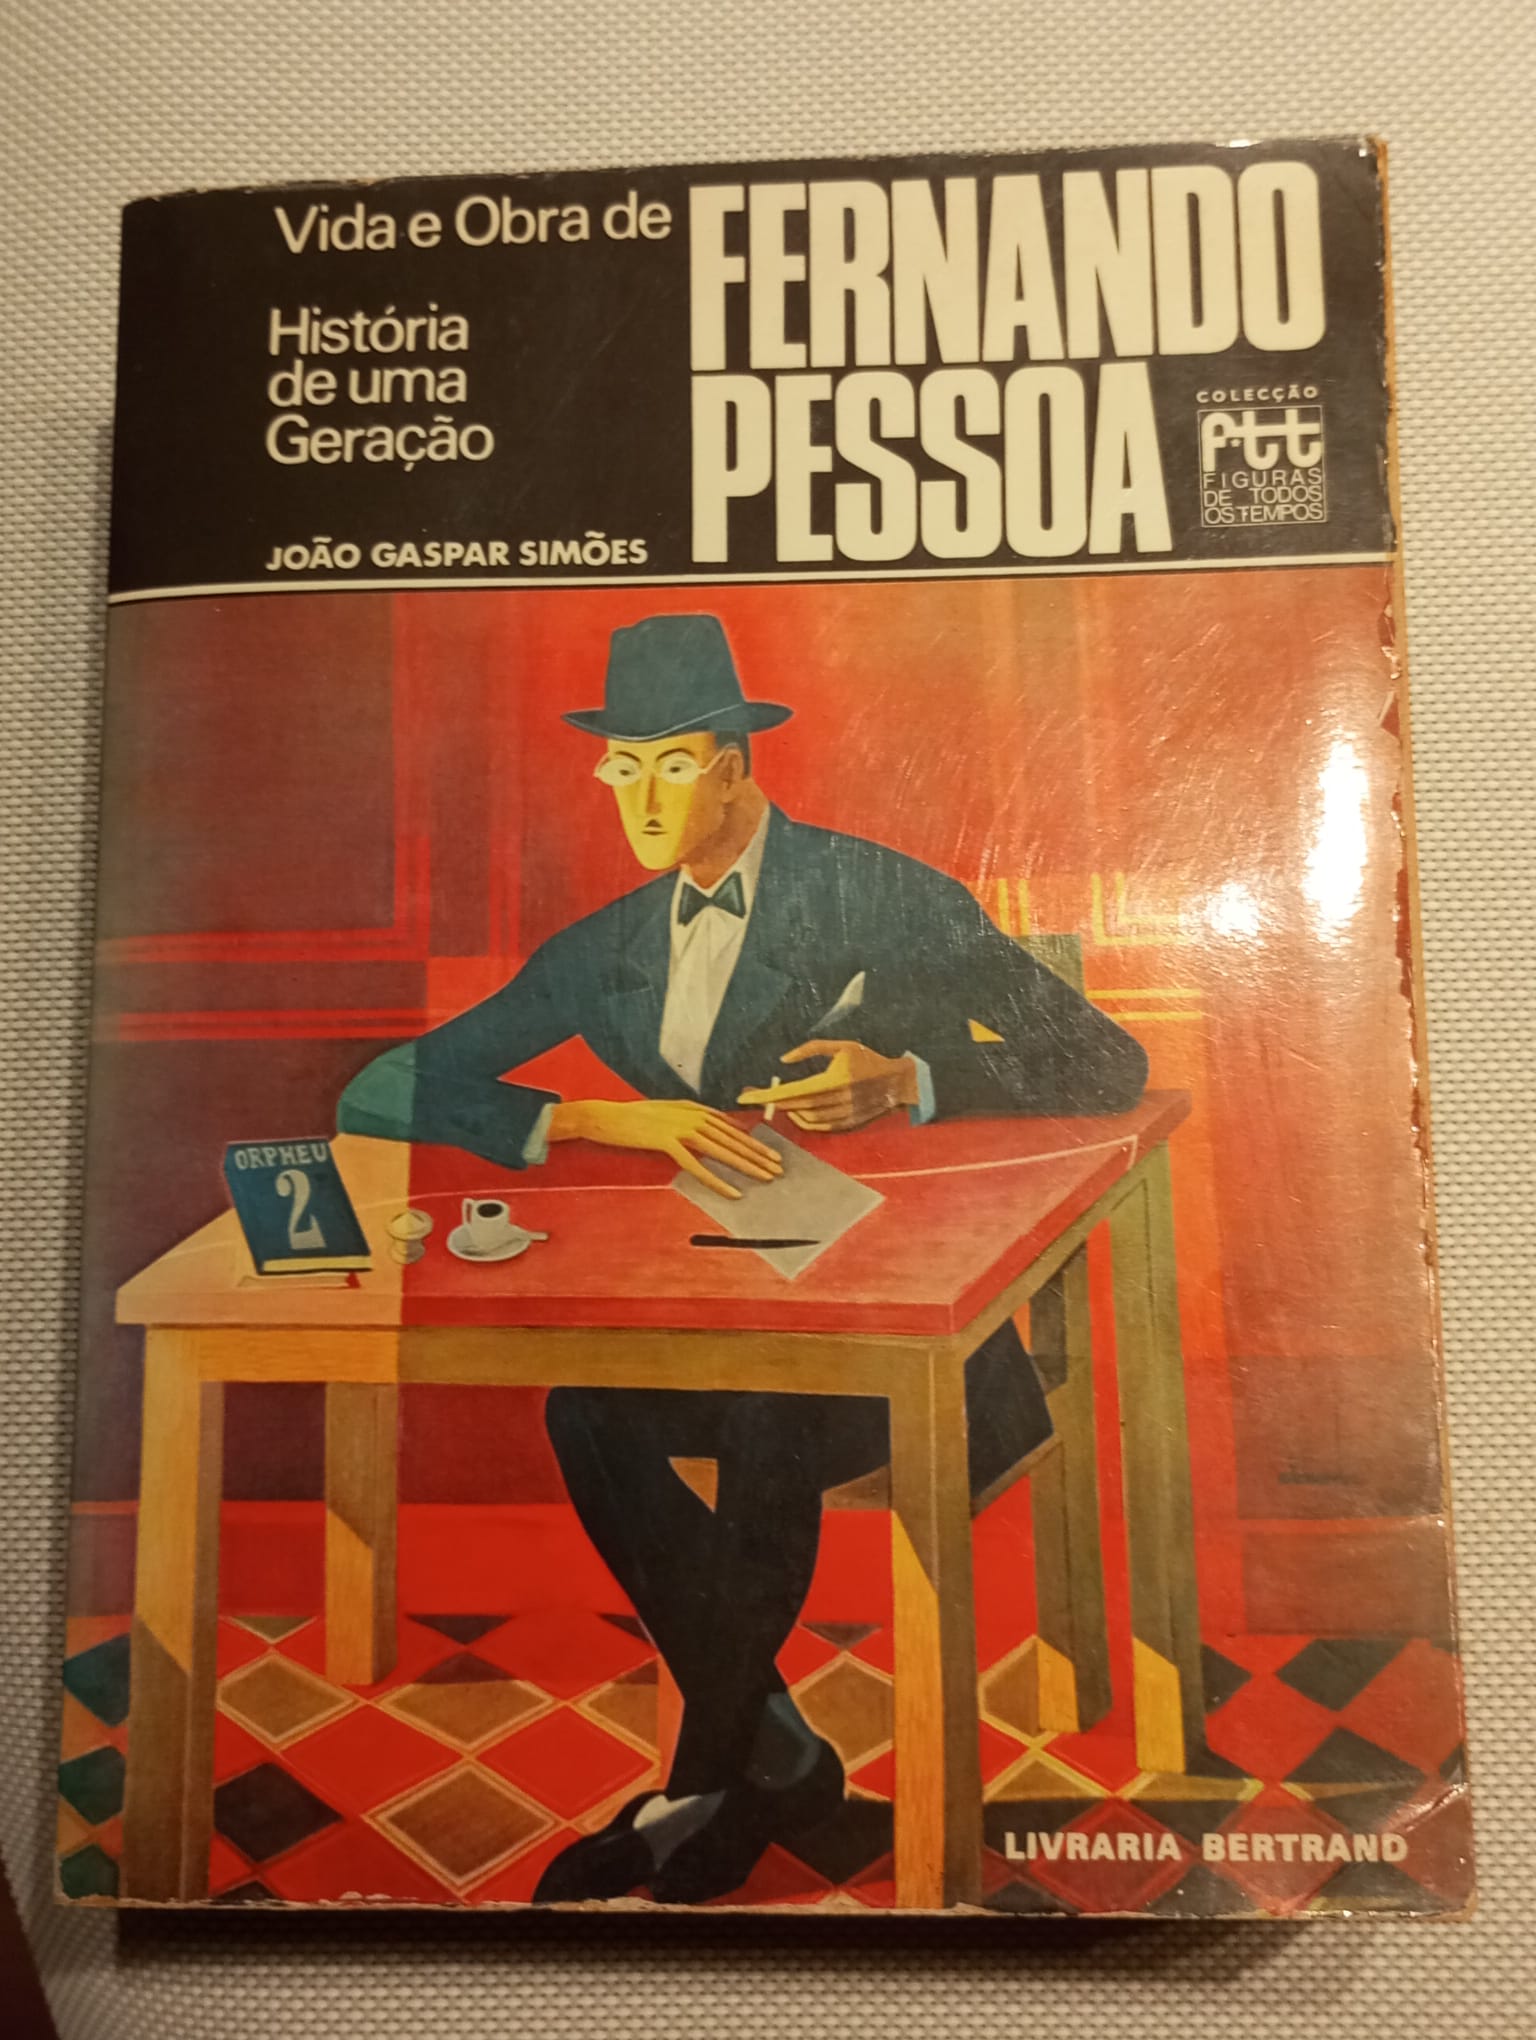 Vida e Obra de
FERNANDO
PESSOA
História
de uma
Geração
JOÃO GASPAR SIMÕES
COLECÇÃO
f·tt
FIGURAS
DE TODOS
OS TEMPOS
ORPHEU
2
LIVRARIA BERTRAND